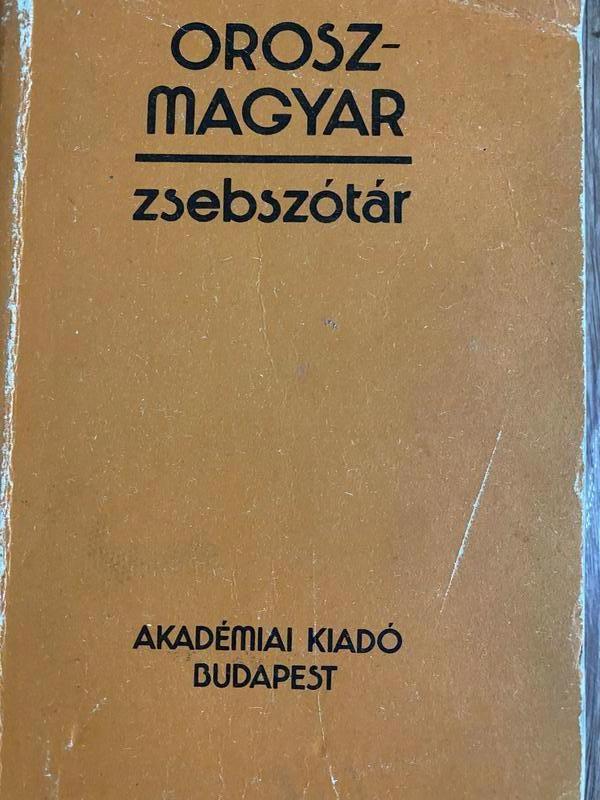 OROSZ-
MAGYAR
zsebszótár
AKADÉMIAI KIADÓ
BUDAPEST